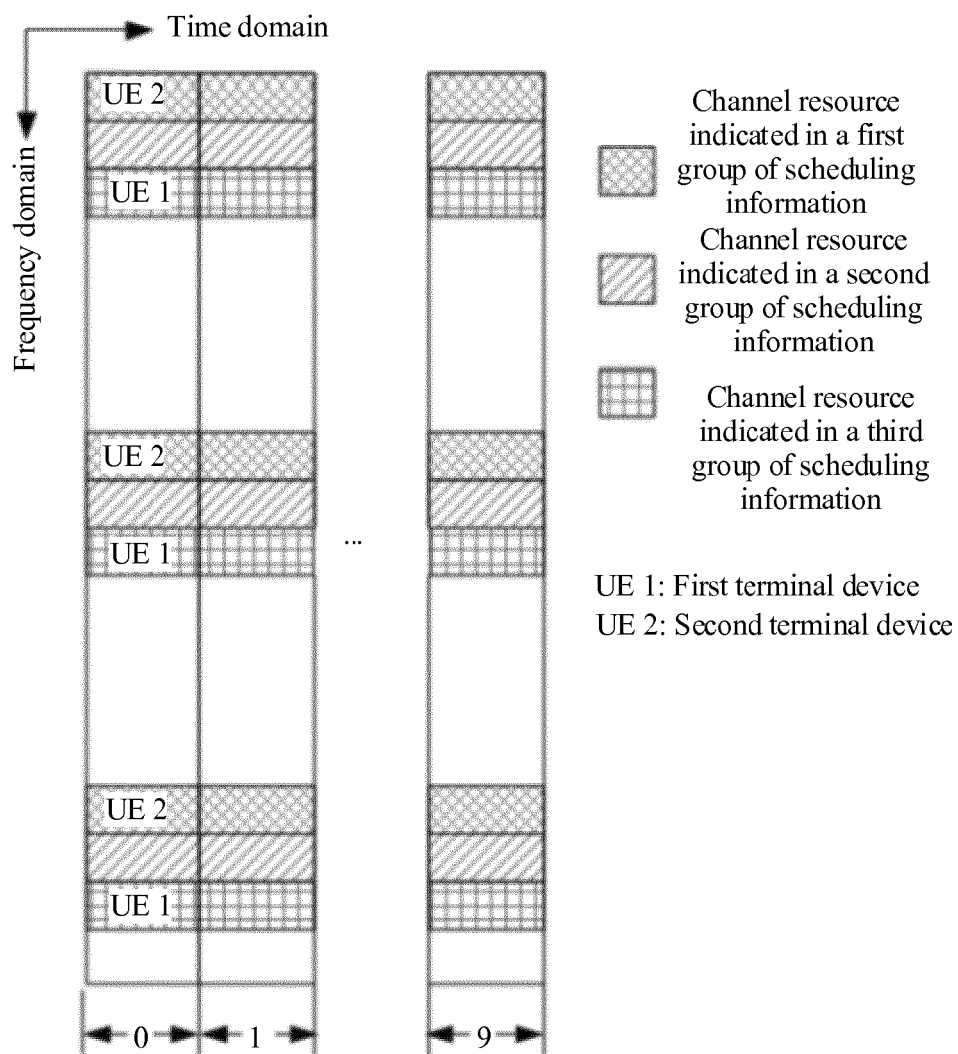 Time domain
Frequency domain
UE 2
UE 1
UE 2
UE 1
...
UE 2
UE 1
0
1
9
Channel resource
indicated in a first
group of scheduling
information
Channel resource
indicated in a second
group of scheduling
information
Channel resource
indicated in a third
group of scheduling
information
UE 1: First terminal device
UE 2: Second terminal device